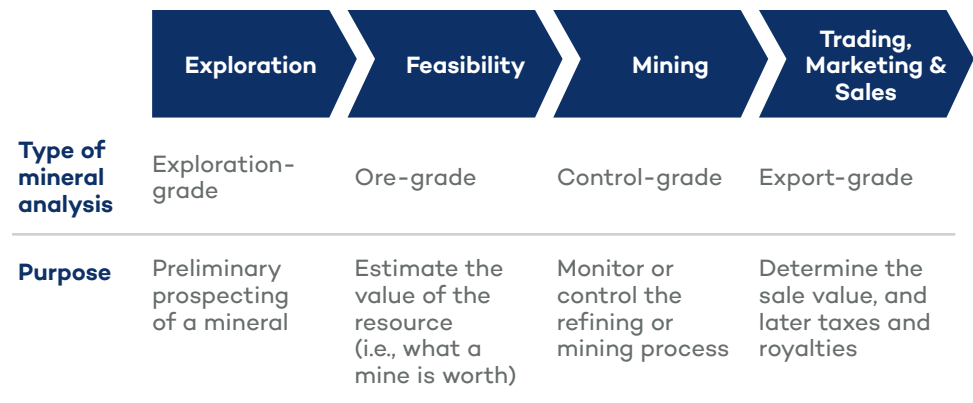 Exploration
Feasibility
Mining
Trading,
Marketing &
Sales
Type of
mineral
analysis
Exploration-
grade
Ore-grade
Control-grade
Export-grade
Purpose
Preliminary
prospecting
of a mineral
Estimate the
value of the
resource
(i.e., what a
mine is worth)
Monitor or
control the
refining or
mining process
Determine the
sale value, and
later taxes and
royalties